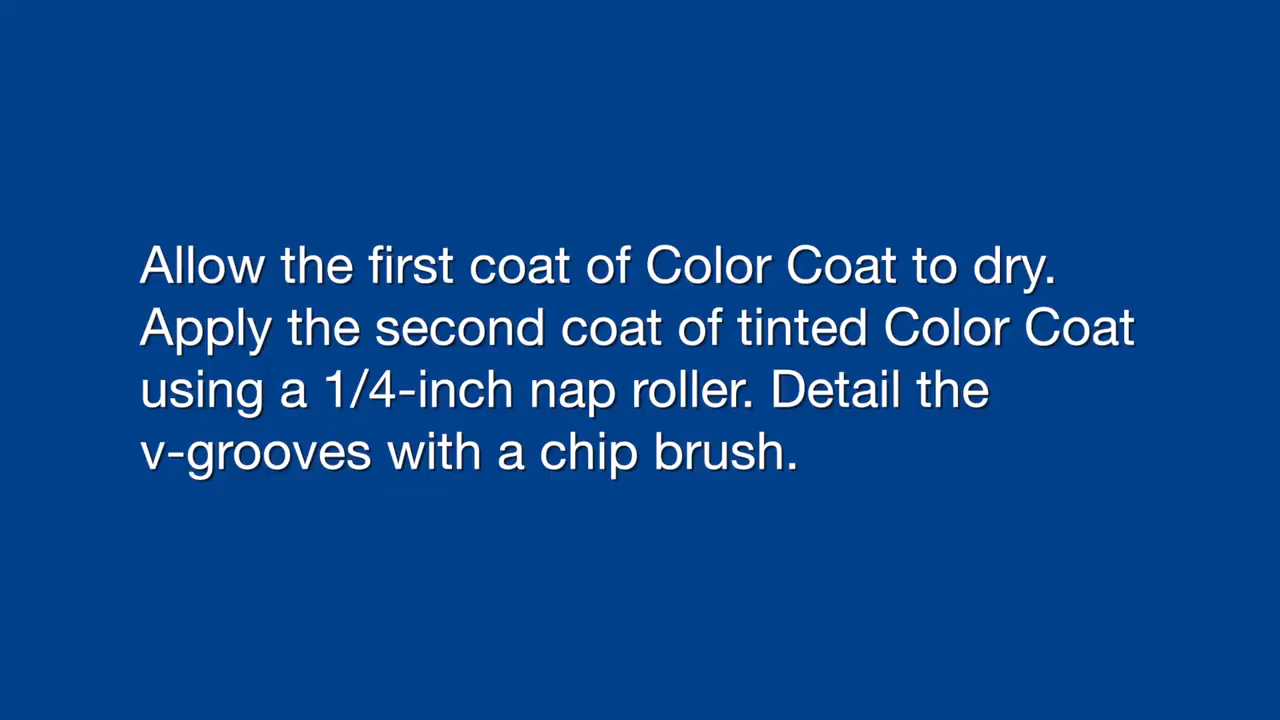 Allow the first coat of Color Coat to dry.
Apply the second coat of tinted Color Coat
using a 1/4-inch nap roller. Detail the
v-grooves with a chip brush.